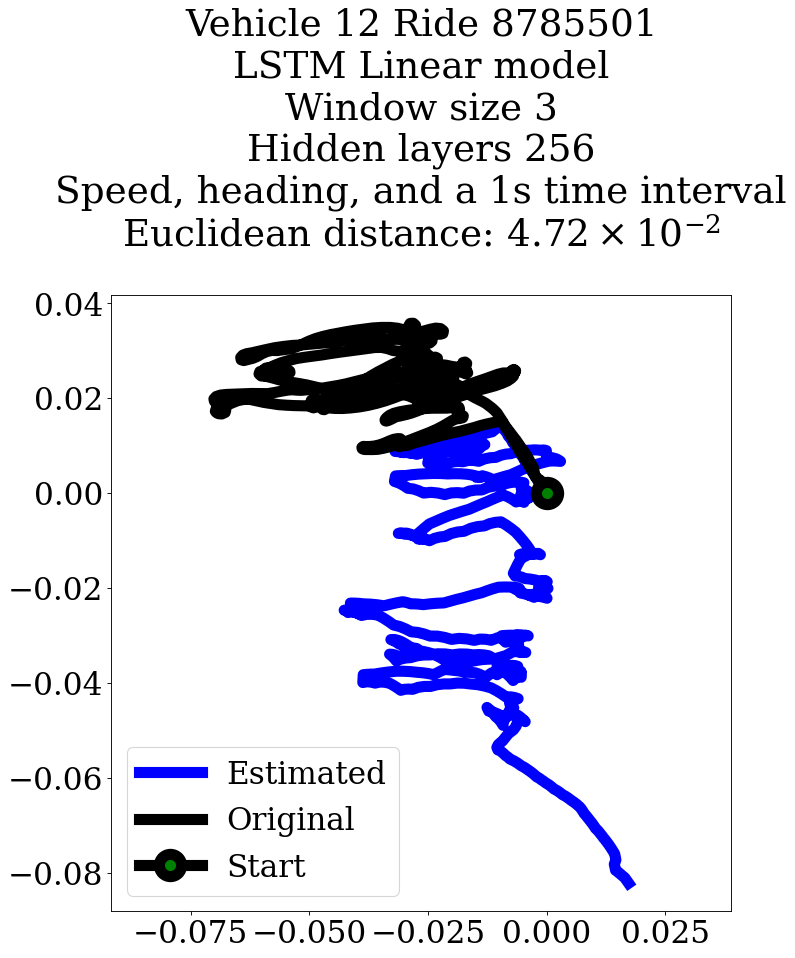 Vehicle 12 Ride 8785501
LSTM Linear model
Window size 3
Hidden layers 256
Speed, heading, and a 1s time interval
Euclidean distance: 4.72 × 10⁻²
0.04
0.02
0.00
−0.02
−0.04
−0.06
−0.08
Estimated
Original
Start
−0.075 −0.050 −0.025 0.000 0.025